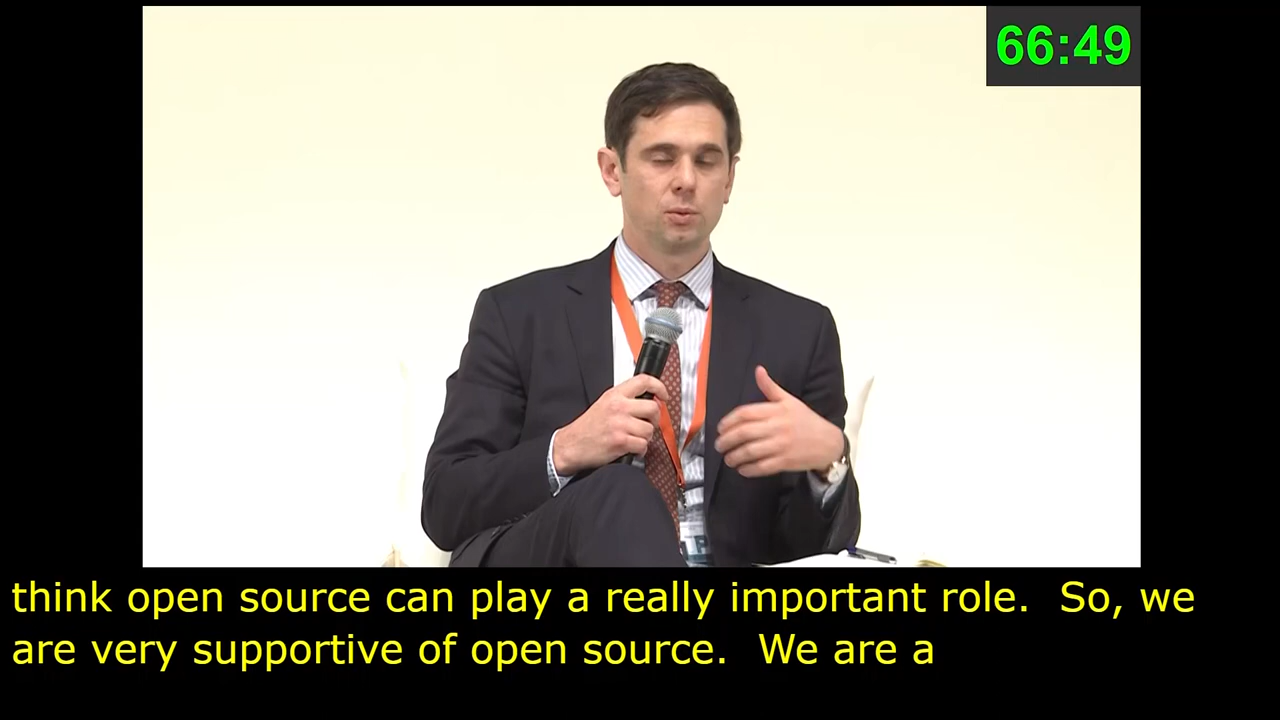 66:49
think open source can play a really important role.  So, we
are very supportive of open source.  We are a